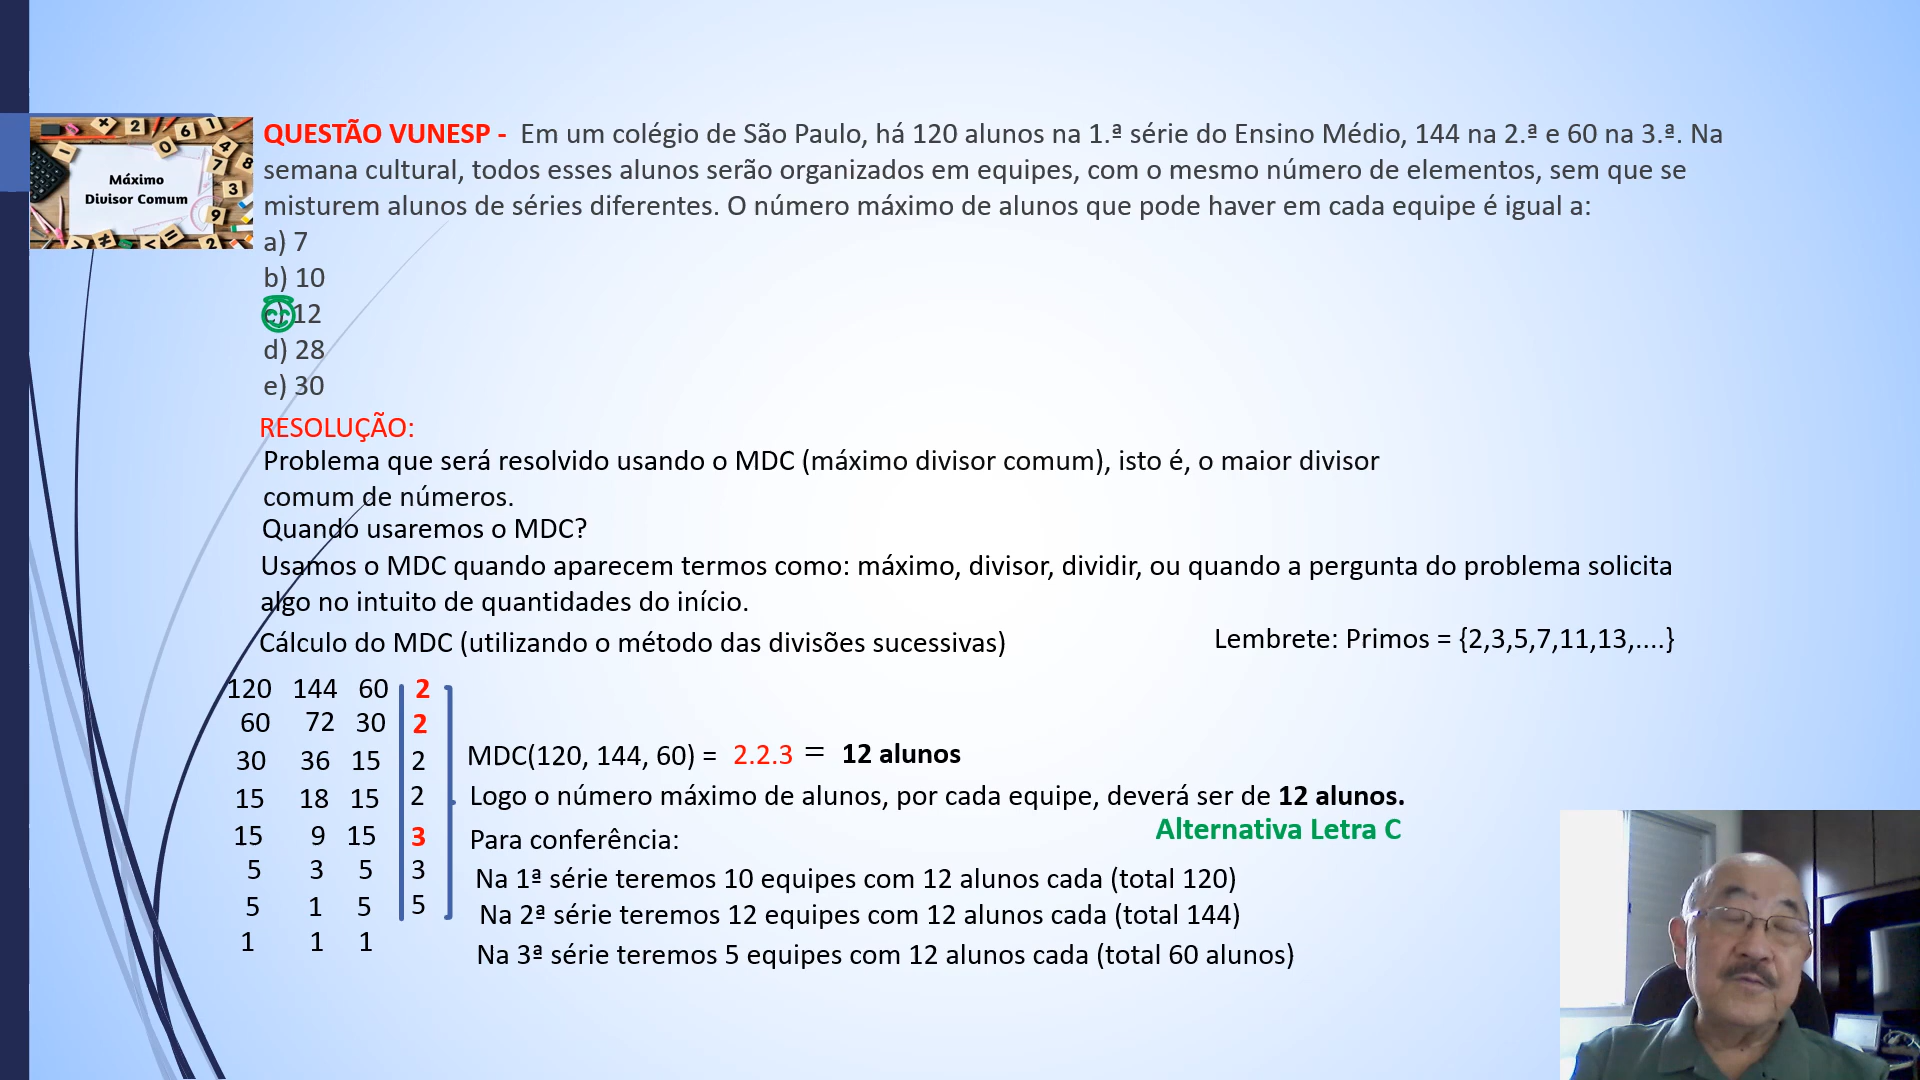 Máximo
Divisor Comum
QUESTÃO VUNESP - Em um colégio de São Paulo, há 120 alunos na 1.ª série do Ensino Médio, 144 na 2.ª e 60 na 3.ª. Na
semana cultural, todos esses alunos serão organizados em equipes, com o mesmo número de elementos, sem que se
misturem alunos de séries diferentes. O número máximo de alunos que pode haver em cada equipe é igual a:
a) 7
b) 10
c) 12
d) 28
e) 30
RESOLUÇÃO:
Problema que será resolvido usando o MDC (máximo divisor comum), isto é, o maior divisor
comum de números.
Quando usaremos o MDC?
Usamos o MDC quando aparecem termos como: máximo, divisor, dividir, ou quando a pergunta do problema solicita
algo no intuito de quantidades do início.
Cálculo do MDC (utilizando o método das divisões sucessivas)
Lembrete: Primos = {2,3,5,7,11,13,....}
120 144 60 2
60 72 30 2
30 36 15 2
15 18 15 2
15 9 15 3
5 3 5 3
5 1 5 5
1 1 1
MDC(120, 144, 60) = 2.2.3 = 12 alunos
Logo o número máximo de alunos, por cada equipe, deverá ser de 12 alunos.
Alternativa Letra C
Para conferência:
Na 1ª série teremos 10 equipes com 12 alunos cada (total 120)
Na 2ª série teremos 12 equipes com 12 alunos cada (total 144)
Na 3ª série teremos 5 equipes com 12 alunos cada (total 60 alunos)